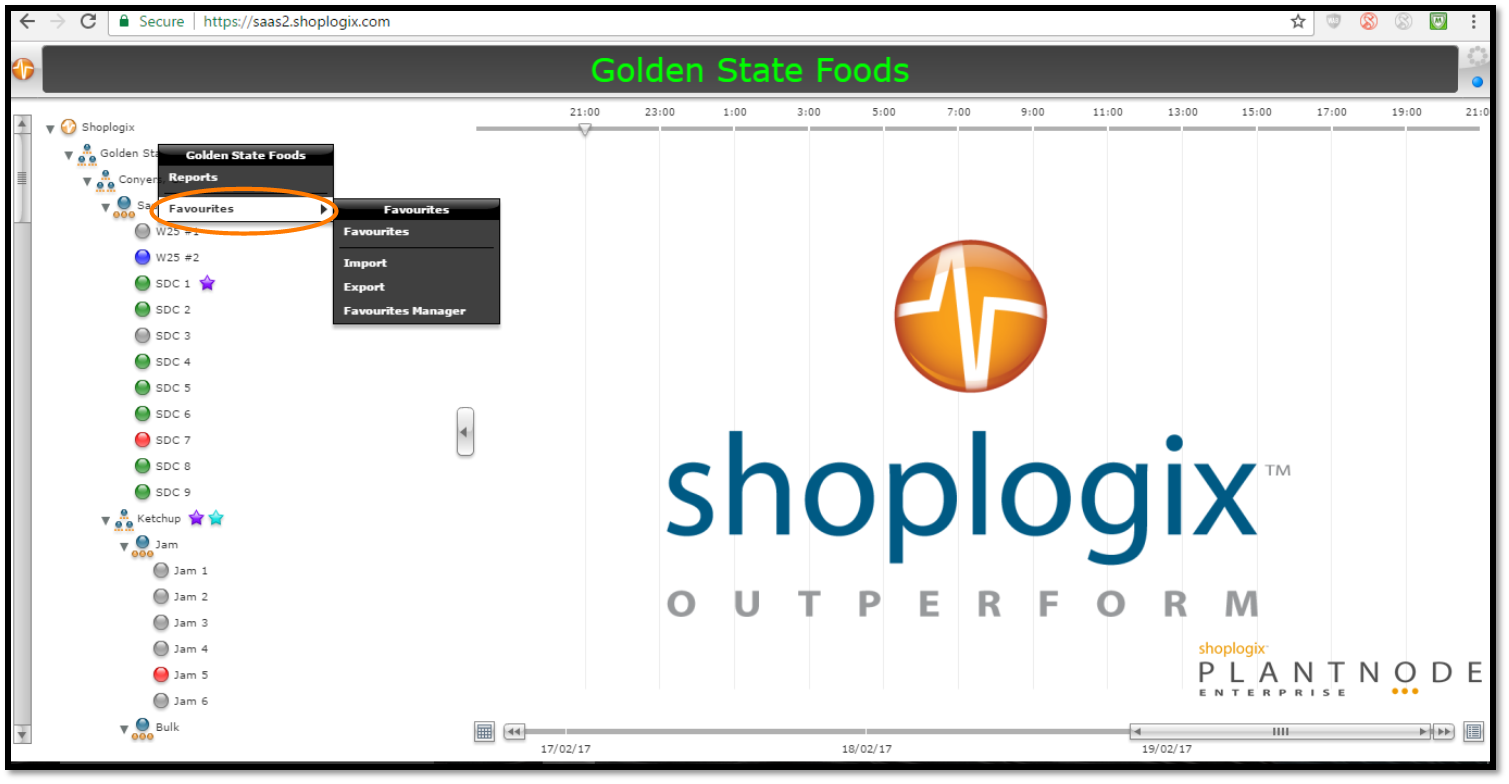 Secure | https://saas2.shoplogix.com
Golden State Foods
21:00 23:00 1:00 3:00 5:00 7:00 9:00 11:00 13:00 15:00 17:00 19:00 21:0
Shoplogix
Golden Sta
Golden State Foods
Conyers,
Reports
Sa
Favourites
Favourites
W25 #1
Favourites
W25 #2
Import
SDC 1
Export
SDC 2
Favourites Manager
SDC 3
SDC 4
SDC 5
SDC 6
SDC 7
SDC 8
SDC 9
Ketchup
Jam
Jam 1
Jam 2
Jam 3
Jam 4
Jam 5
Jam 6
Bulk
shoplogix™
OUTPERFORM
shoplogix
PLANTNODE
ENTERPRISE
17/02/17 18/02/17 19/02/17